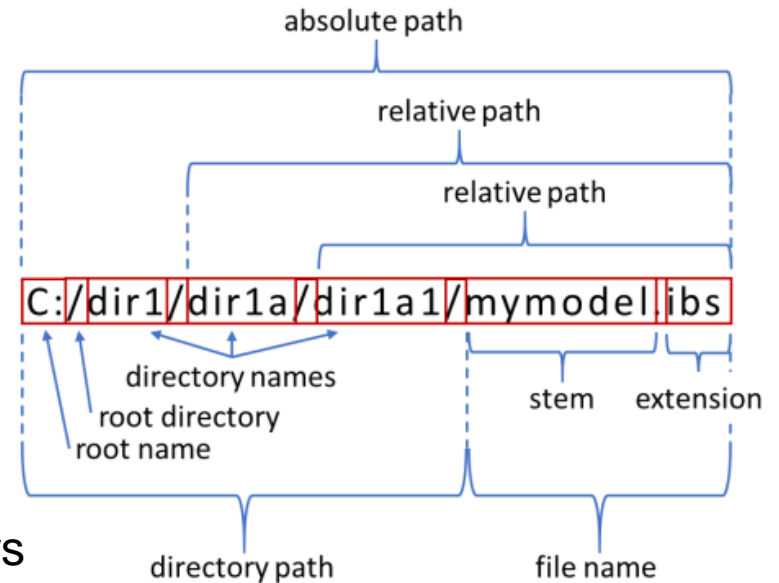 absolute path
relative path
relative path
C:/dir1/dir1a/dir1a1/mymodel.ibs
directory names
stem extension
root directory
root name
directory path file name